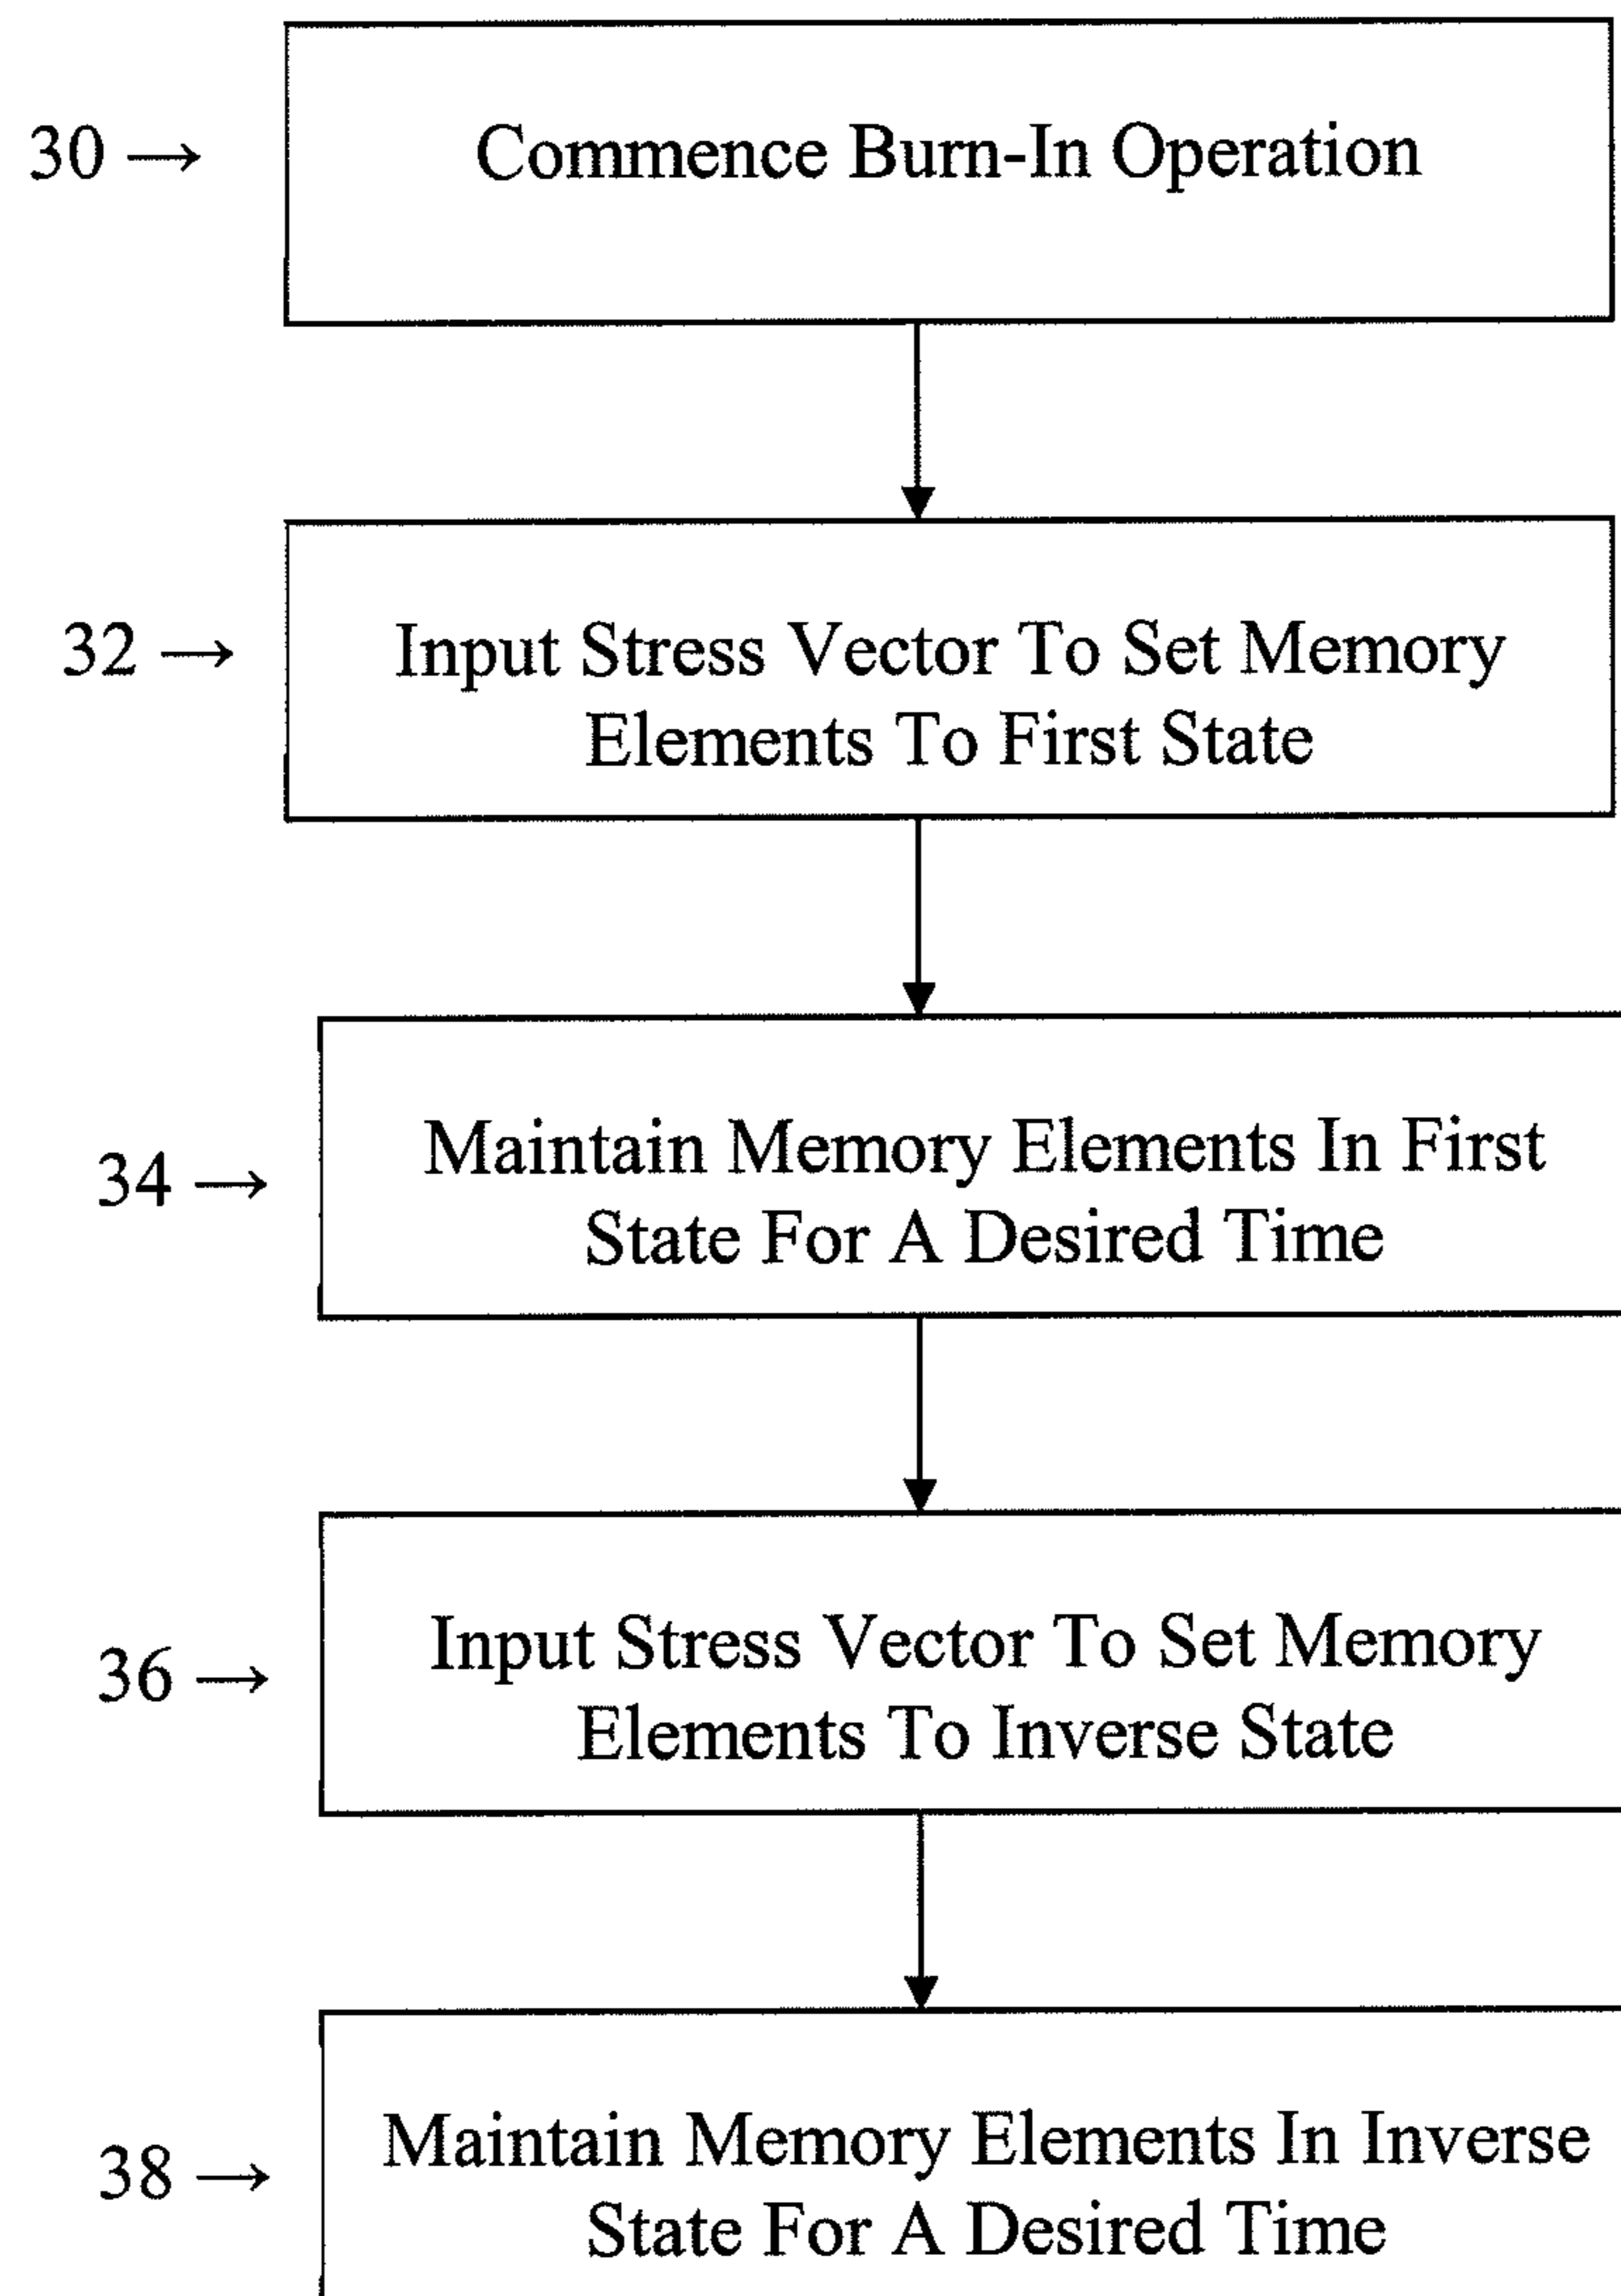 30 → Commence Burn-In Operation
32 → Input Stress Vector To Set Memory
Elements To First State
34 → Maintain Memory Elements In First
State For A Desired Time
36 → Input Stress Vector To Set Memory
Elements To Inverse State
38 → Maintain Memory Elements In Inverse
State For A Desired Time